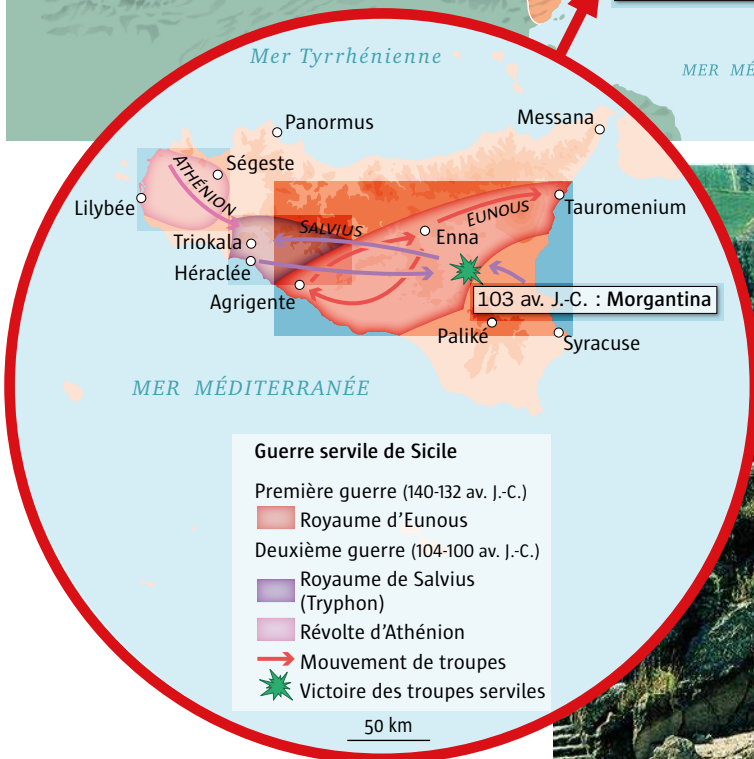 MER MÉ
Mer Tyrrhénienne
Panormus
Messana
Ségeste
ATHÉNION
Lilybée
Tauromenium
EUNOUS
SALVIUS
Enna
Triokala
Héraclée
Agrigente
103 av. J.-C. : Morgantina
Paliké
Syracuse
MER MÉDITERRANÉE
Guerre servile de Sicile
Première guerre (140-132 av. J.-C.)
Royaume d'Eunous
Deuxième guerre (104-100 av. J.-C.)
Royaume de Salvius
(Tryphon)
Révolte d'Athénion
Mouvement de troupes
Victoire des troupes serviles
50 km